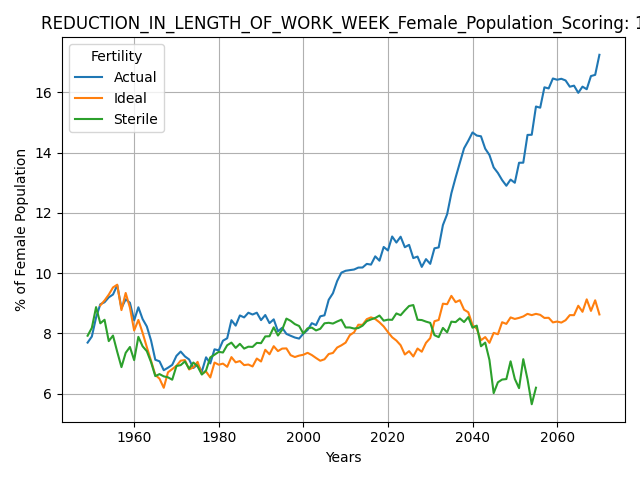 REDUCTION_IN_LENGTH_OF_WORK_WEEK_Female_Population_Scoring: 1
Fertility
Actual
Ideal
Sterile
% of Female Population
16
14
12
10
8
6
1960 1980 2000 2020 2040 2060
Years